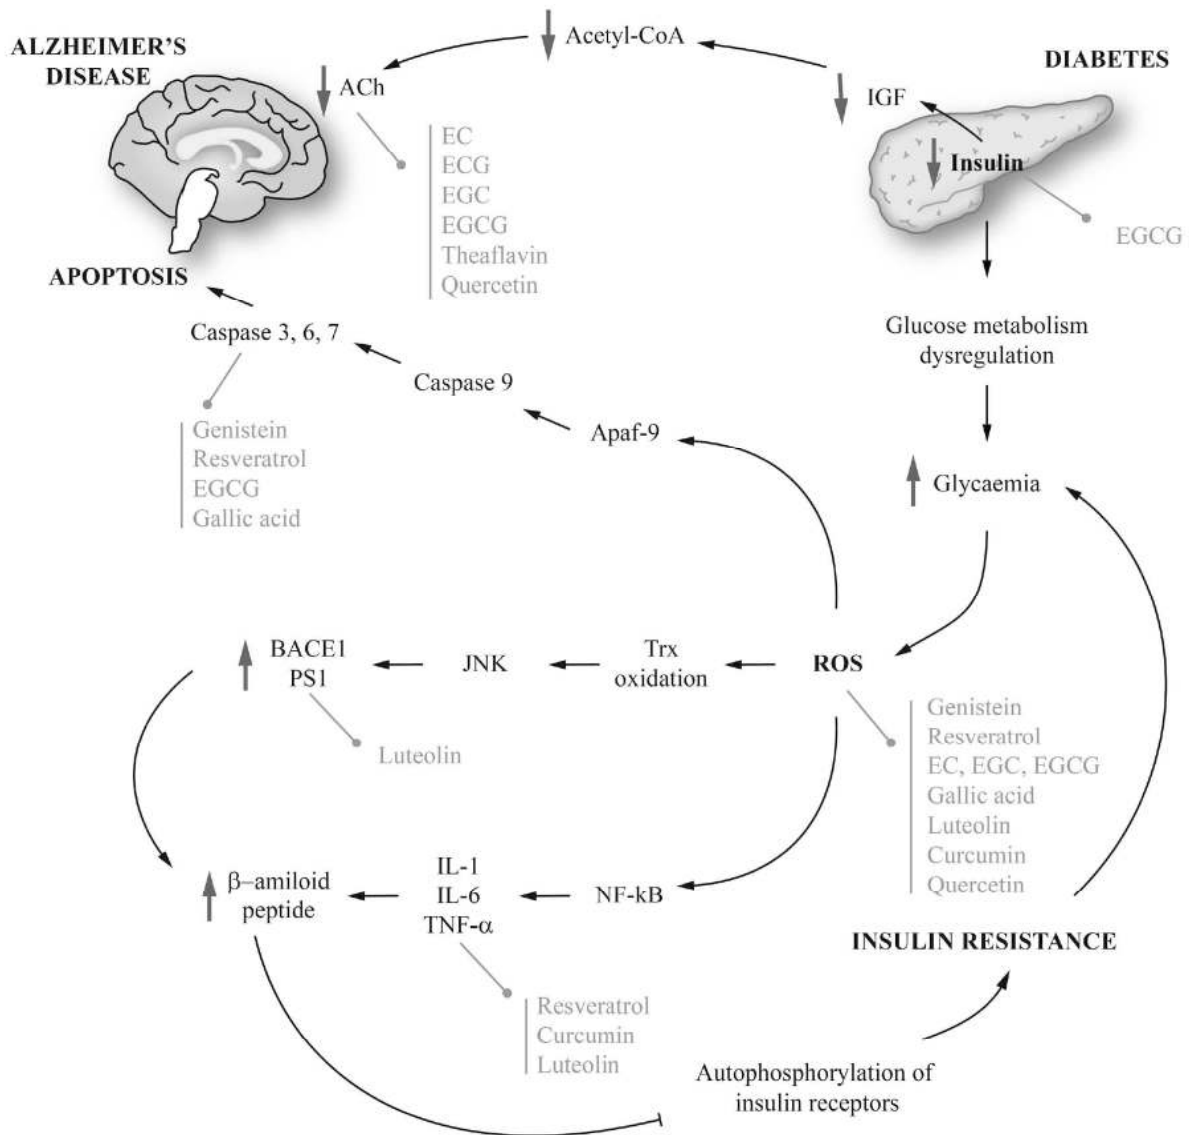 ALZHEIMER'S
DISEASE
Acetyl-CoA
DIABETES
ACh
IGF
Insulin
EC
ECG
EGC
EGCG
Theaflavin
Quercetin
EGCG
APOPTOSIS
Caspase 3, 6, 7
Caspase 9
Apaf-9
Glucose metabolism
dysregulation
Glycaemia
Genistein
Resveratrol
EGCG
Gallic acid
BACE1
PS1
JNK
Trx
oxidation
ROS
Luteolin
Genistein
Resveratrol
EC, EGC, EGCG
Gallic acid
Luteolin
Curcumin
Quercetin
β–amiloid
peptide
IL-1
IL-6
TNF-α
NF-kB
INSULIN RESISTANCE
Resveratrol
Curcumin
Luteolin
Autophosphorylation of
insulin receptors